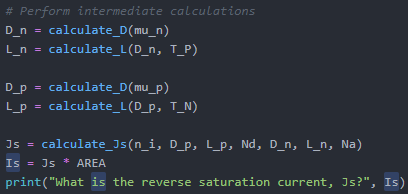 # Perform intermediate calculations
D_n = calculate_D(mu_n)
L_n = calculate_L(D_n, T_P)
D_p = calculate_D(mu_p)
L_p = calculate_L(D_p, T_N)
Js = calculate_Js(n_i, D_p, L_p, Nd, D_n, L_n, Na)
Is = Js * AREA
print("What is the reverse saturation current, Js?", Is)